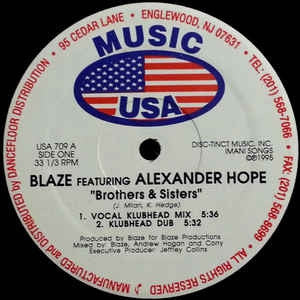 95 CEDAR LANE • ENGLEWOOD, NJ 07631 • TEL: (201) 568-7066 • FAX: (201) 568-8699
MUSIC
USA
USA 709 A
SIDE ONE
33 1/3 RPM
DISC-TINCT MUSIC, INC.
IMANI SONGS
©1995
BLAZE FEATURING ALEXANDER HOPE
"Brothers & Sisters"
(J. Milan, K. Hedge)
1. VOCAL KLUBHEAD MIX 5:36
2. KLUBHEAD DUB 5:32
Produced by Blaze for Blaze Productions
Mixed by: Blaze, Andrew Hogan and Corry
Executive Producer: Jeffley Collins
MANUFACTURED and DISTRIBUTED by DANCEFLOOR DISTRIBUTION •
ALL RIGHTS RESERVED.